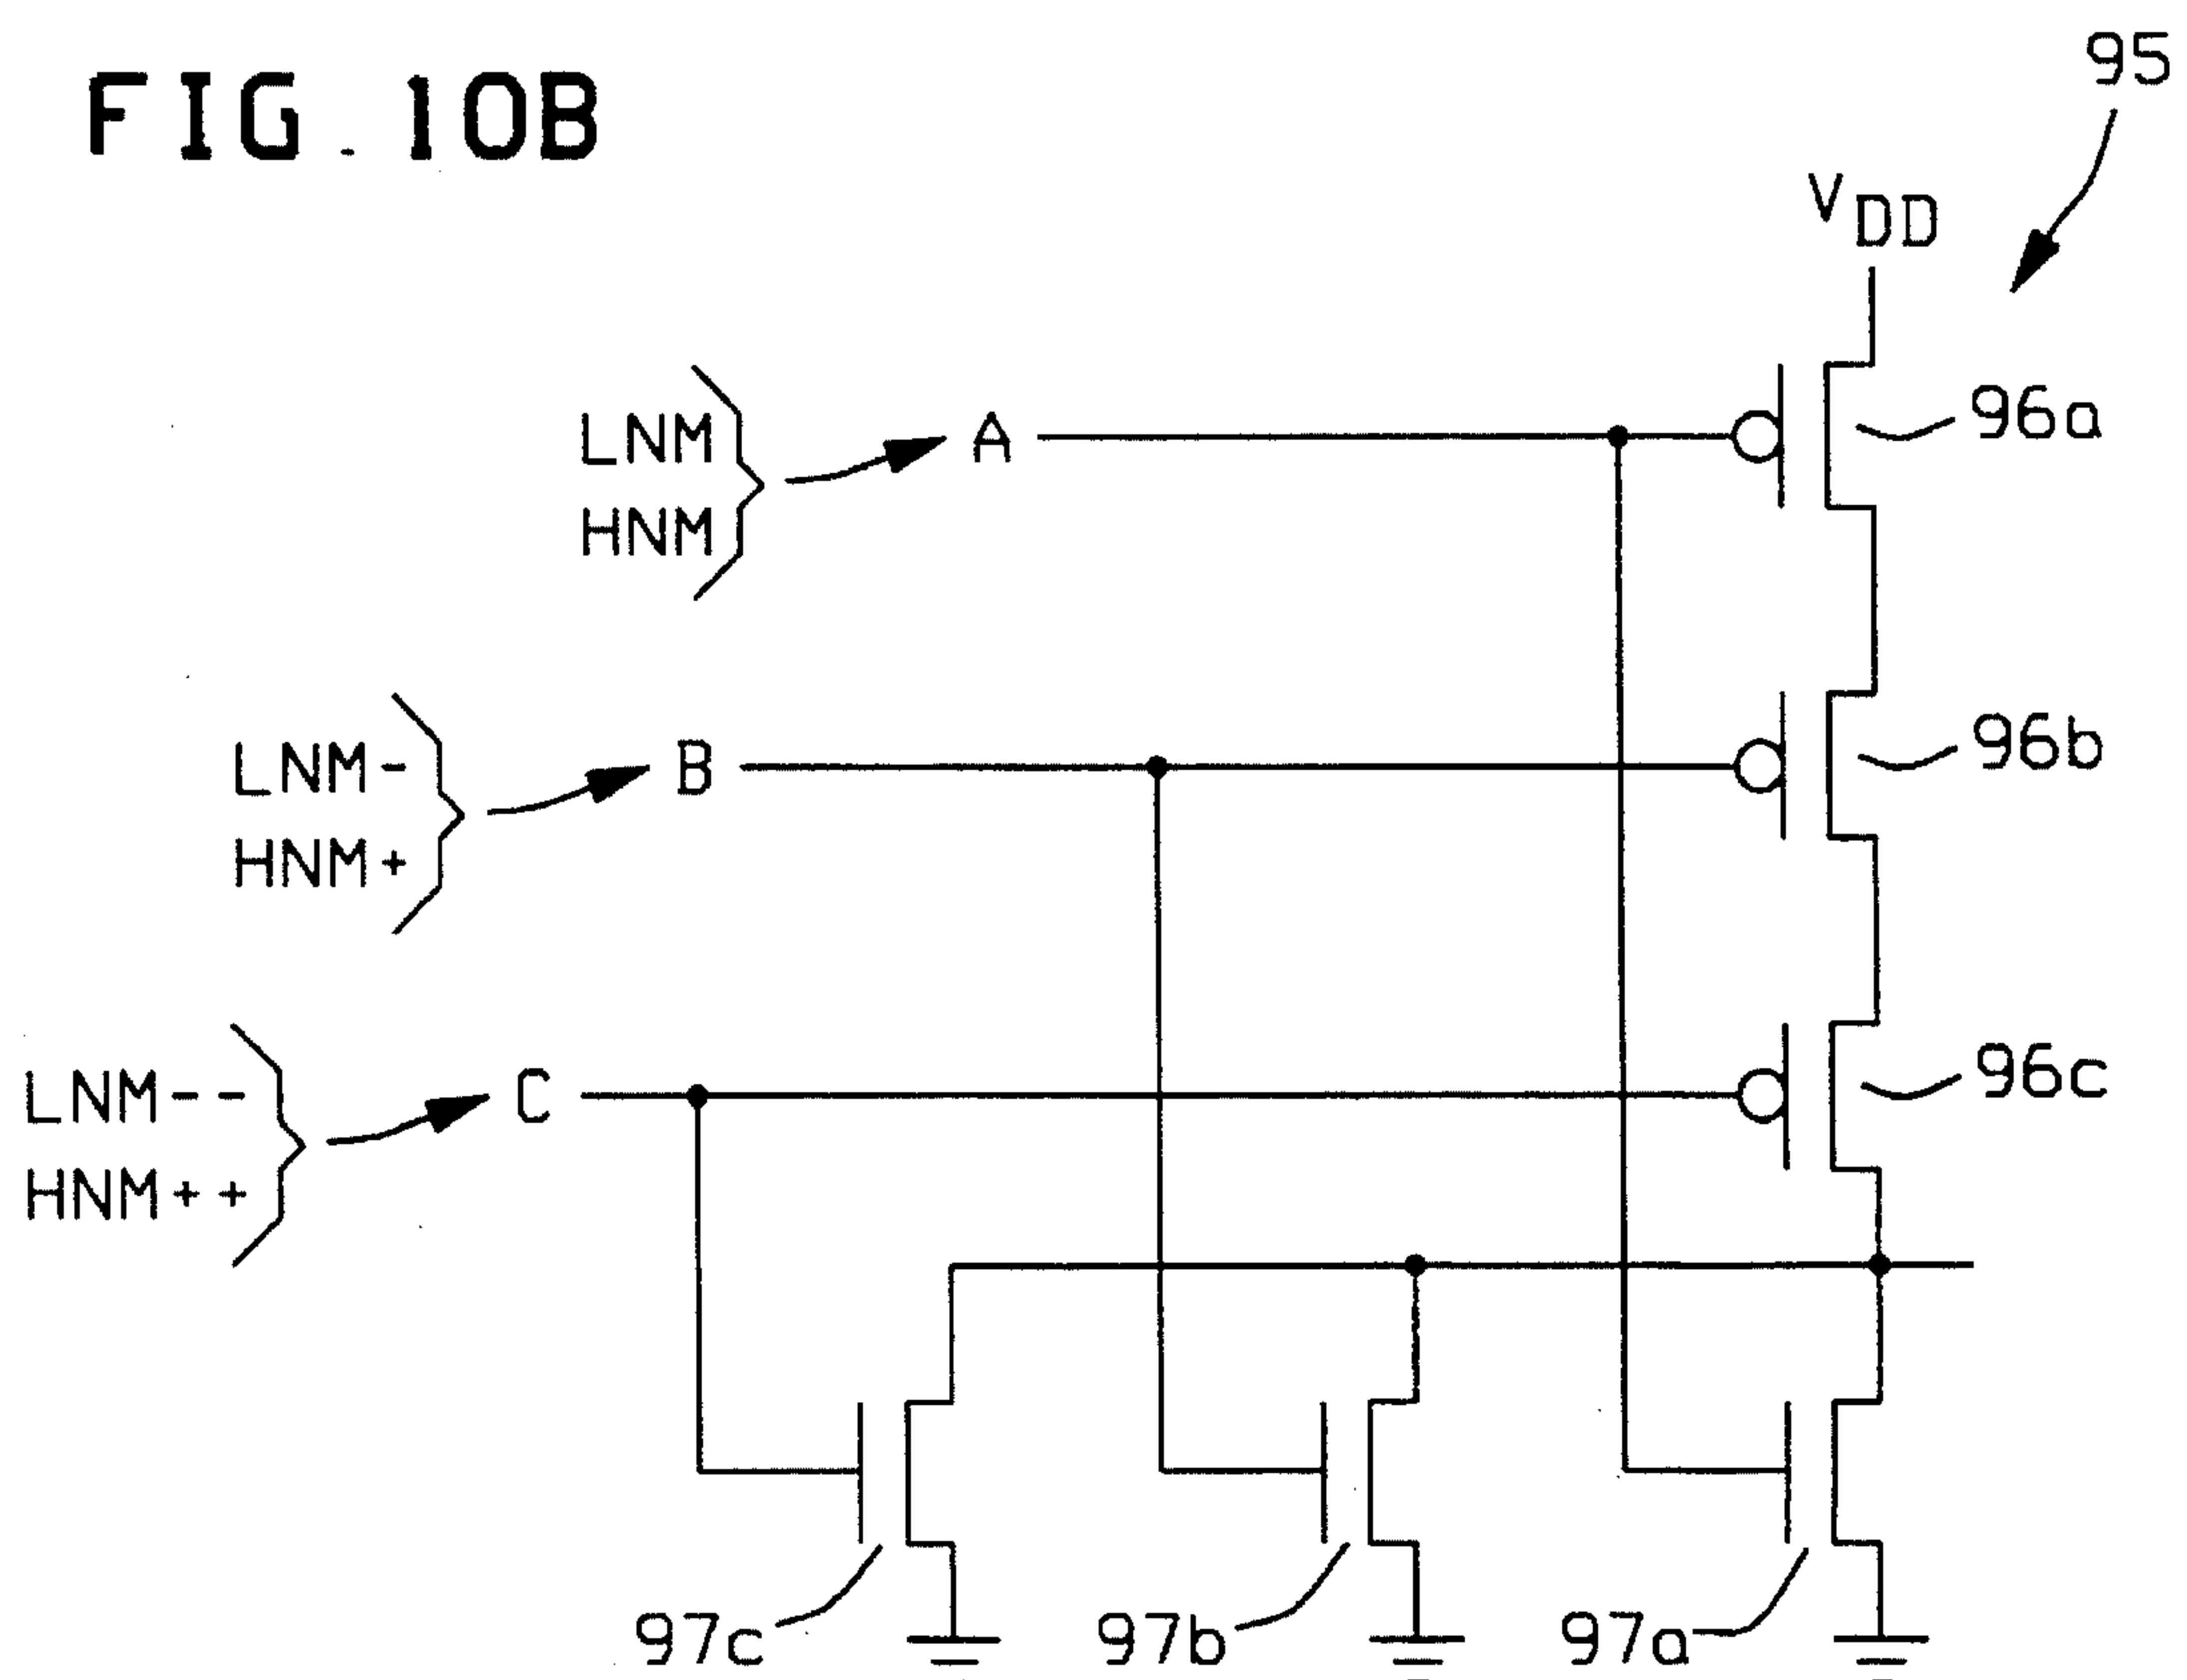 FIG. 10B
95
VDD
LNM
HNM
A
96a
LNM-
HNM+
B
96b
LNM--
HNM++
C
96c
97c
97b
97a